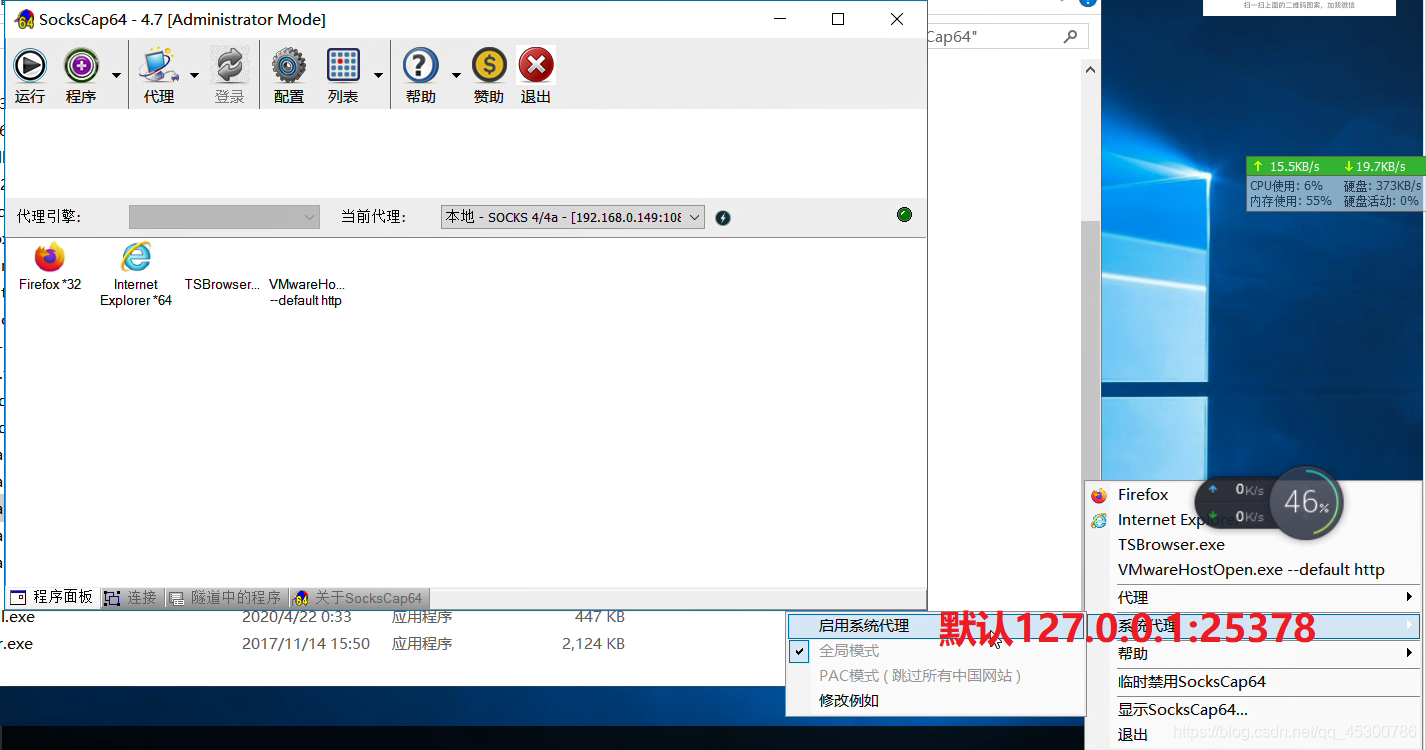 SocksCap64 - 4.7 [Administrator Mode]
运行
程序
代理
登录
配置
列表
帮助
赞助
退出
代理引擎:
当前代理:
本地 - SOCKS 4/4a - [192.168.0.149:108
Firefox *32
Internet
Explorer *64
TSBrowser...
VMwareHo...
--default http
程序面板
连接
隧道中的程序
关于SocksCap64
l.exe
2020/4/22 0:33
应用程序
447 KB
r.exe
2017/11/14 15:50
应用程序
2,124 KB
Cap64"
扫一扫上面的二维码图案，加我微信
15.5KB/s
19.7KB/s
CPU使用: 6%
硬盘: 373KB/s
内存使用: 55%
硬盘活动: 0%
0K/s
0K/s
46%
Firefox
Internet Explorer
TSBrowser.exe
VMwareHostOpen.exe --default http
代理
系统代理
帮助
临时禁用SocksCap64
显示SocksCap64...
退出
启用系统代理
全局模式
PAC模式 ( 跳过所有中国网站 )
修改例如
默认127.0.0.1:25378
https://blog.csdn.net/qq_45300786